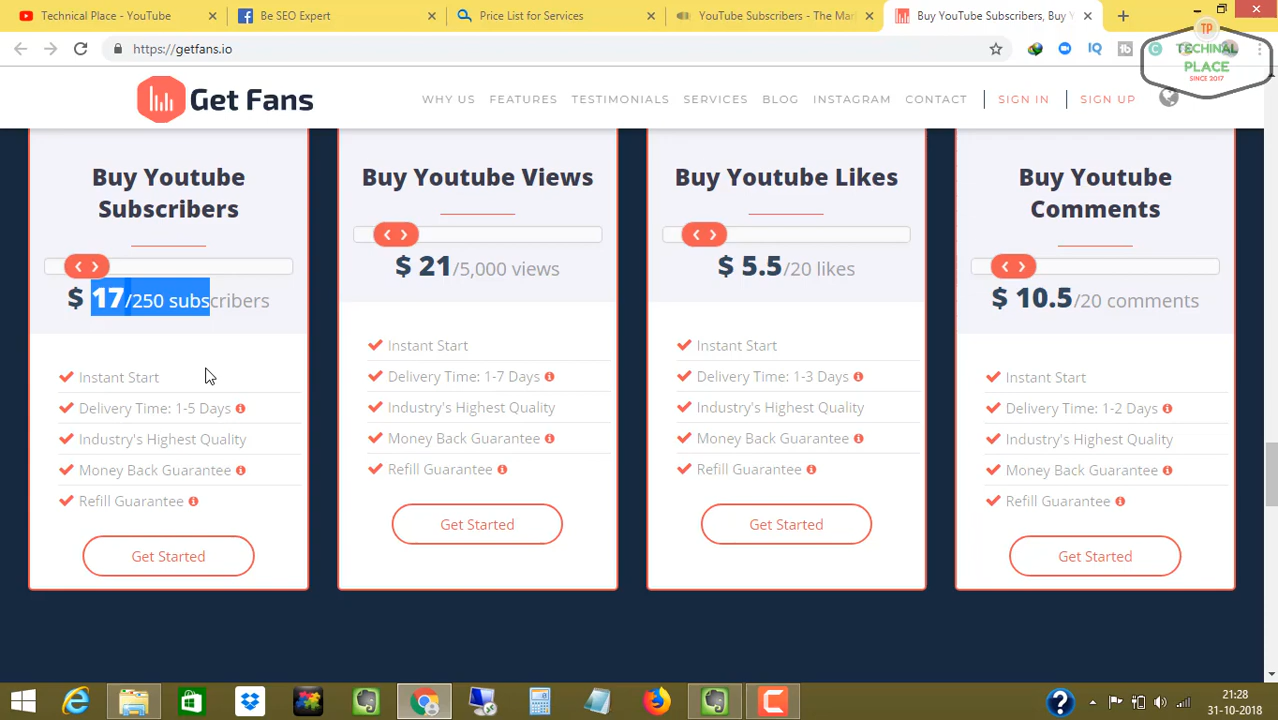 Technical Place - YouTube
Be SEO Expert
Price List for Services
YouTube Subscribers - The Mar
Buy YouTube Subscribers, Buy Y
https://getfans.io
TP
TECHINAL
PLACE
SINCE 2017
Get Fans
WHY US
FEATURES
TESTIMONIALS
SERVICES
BLOG
INSTAGRAM
CONTACT
SIGN IN
SIGN UP
Buy Youtube
Subscribers
$ 17/250 subscribers
Instant Start
Delivery Time: 1-5 Days
Industry's Highest Quality
Money Back Guarantee
Refill Guarantee
Get Started
Buy Youtube Views
$ 21/5,000 views
Instant Start
Delivery Time: 1-7 Days
Industry's Highest Quality
Money Back Guarantee
Refill Guarantee
Get Started
Buy Youtube Likes
$ 5.5/20 likes
Instant Start
Delivery Time: 1-3 Days
Industry's Highest Quality
Money Back Guarantee
Refill Guarantee
Get Started
Buy Youtube
Comments
$ 10.5/20 comments
Instant Start
Delivery Time: 1-2 Days
Industry's Highest Quality
Money Back Guarantee
Refill Guarantee
Get Started
21:28
31-10-2018